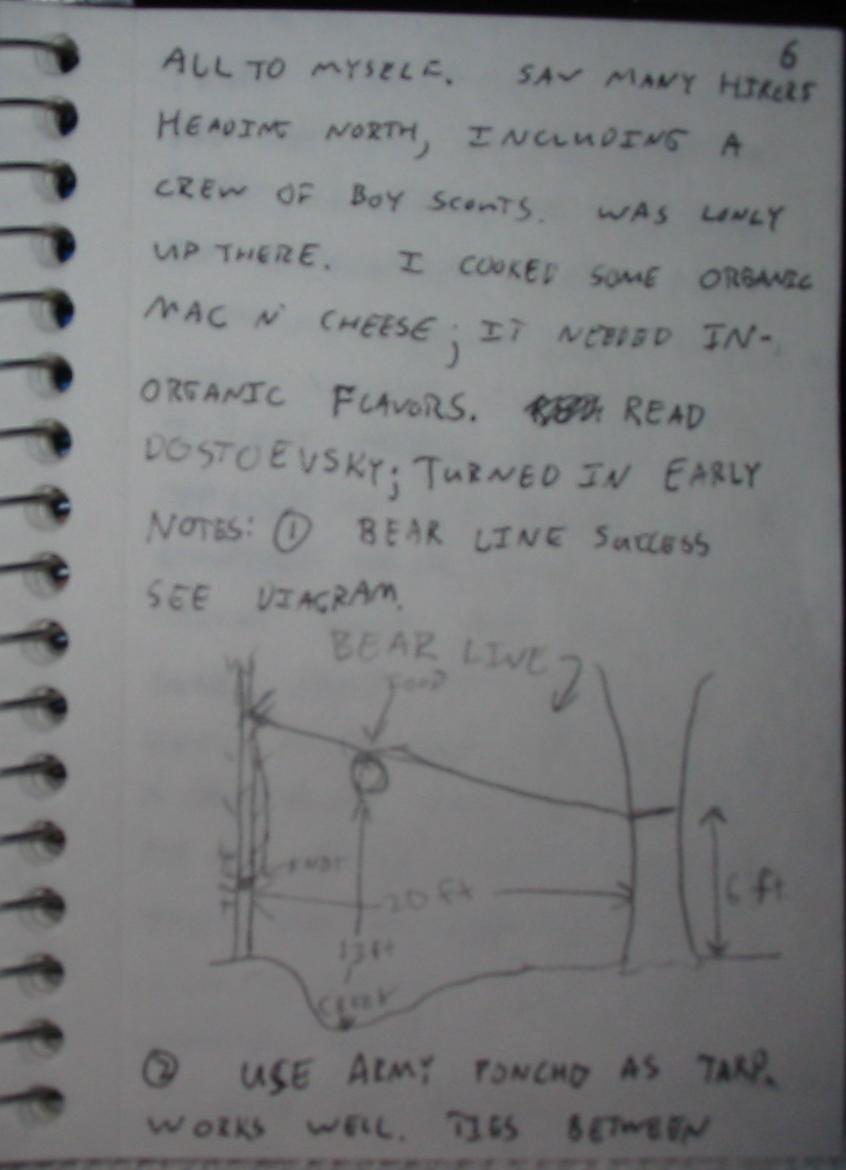 6
ALL TO MYSELF. SAW MANY HIKERS
HEADING NORTH, INCLUDING A
CREW OF BOY SCOUTS. WAS LONLY
UP THERE. I COOKED SOME ORGANIC
MAC N' CHEESE; IT NEEDED IN-
ORGANIC FLAVORS. READ
DOSTOEVSKY; TURNED IN EARLY
NOTES: ① BEAR LINE SUCCESS
SEE DIAGRAM.
BEAR LINE
FOOD
KNOT
TREE
20 ft
6 ft
13 ft
CREEK
② USE ARMY PONCHO AS TARP.
WORKS WELL. TIES BETWEEN